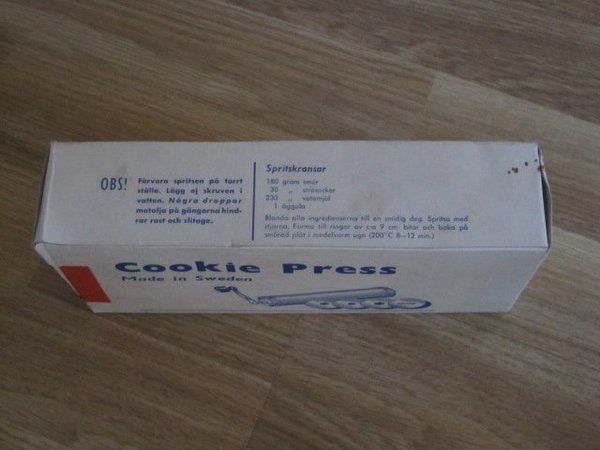 OBS!
Förvara spritsen på torrt
ställe. Lägg ej skruven i
vatten. Några droppar
matolja på gängorna hind-
rar rost och slitage.
Spritskransar
180 gram smör
30 „ strösocker
230 „ vetemjöl
1 äggula
Blanda alla ingredienserna till en smidig deg. Spritsa med
stjärna. Forma till ringar av c:a 9 cm. bitar och baka på
smörad plåt i medelvarm ugn (200°C 8—12 min.)
Cookie Press
Made in Sweden